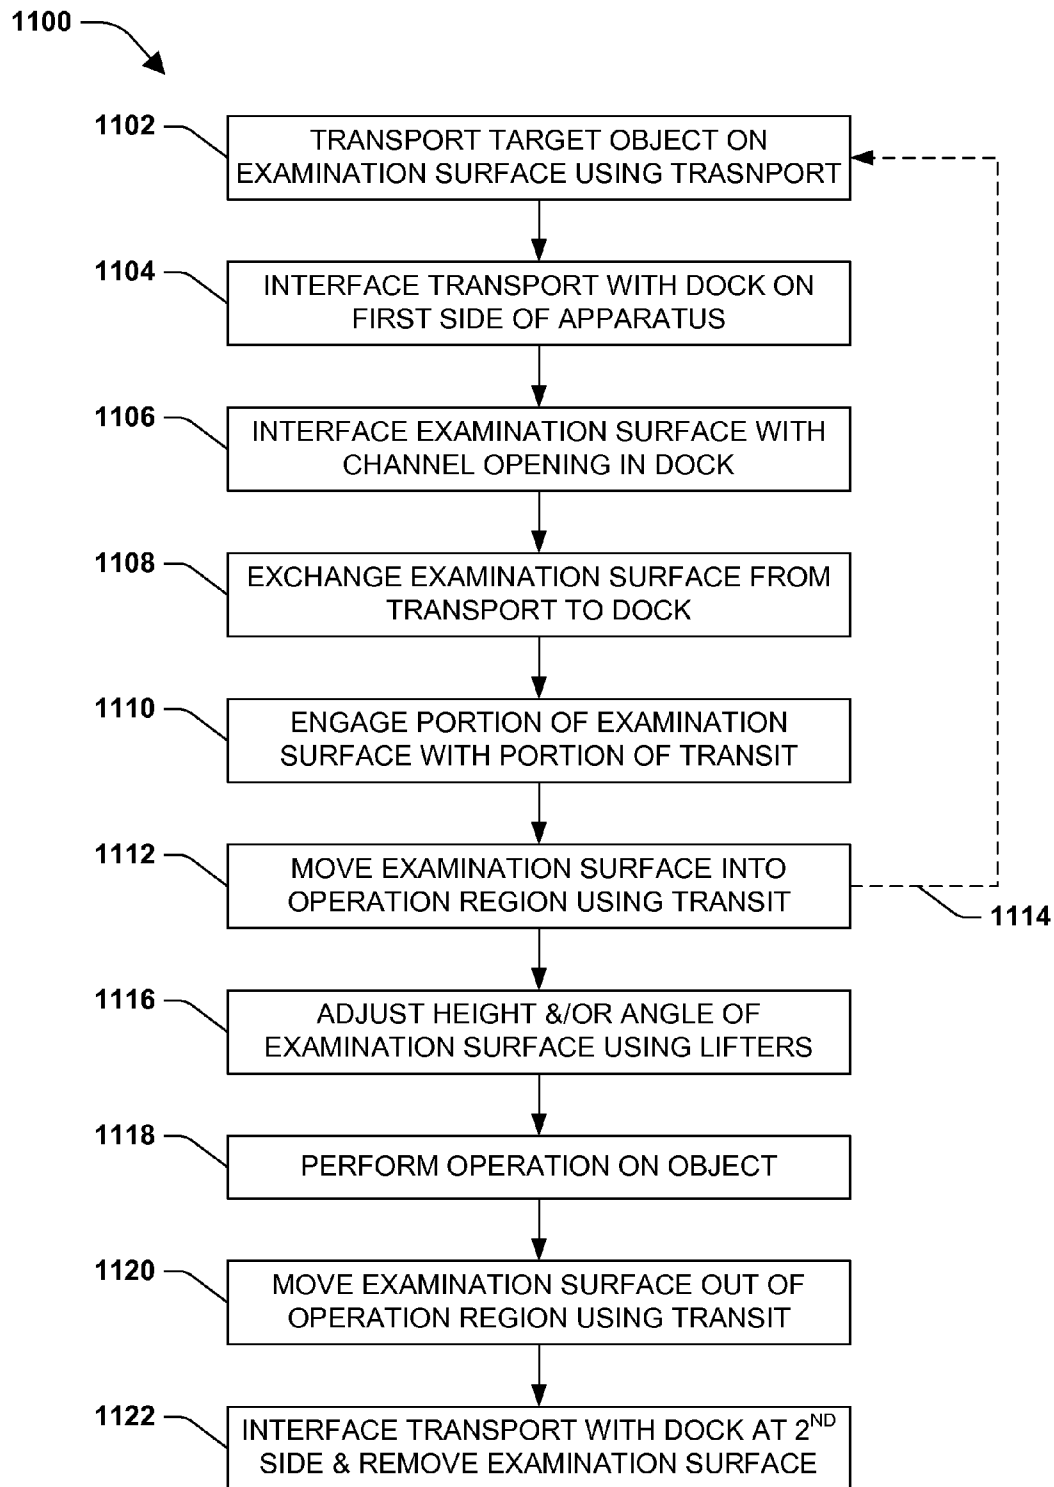 1100
1102
TRANSPORT TARGET OBJECT ON
EXAMINATION SURFACE USING TRASNPORT
1104
INTERFACE TRANSPORT WITH DOCK ON
FIRST SIDE OF APPARATUS
1106
INTERFACE EXAMINATION SURFACE WITH
CHANNEL OPENING IN DOCK
1108
EXCHANGE EXAMINATION SURFACE FROM
TRANSPORT TO DOCK
1110
ENGAGE PORTION OF EXAMINATION
SURFACE WITH PORTION OF TRANSIT
1112
MOVE EXAMINATION SURFACE INTO
OPERATION REGION USING TRANSIT
1114
1116
ADJUST HEIGHT &/OR ANGLE OF
EXAMINATION SURFACE USING LIFTERS
1118
PERFORM OPERATION ON OBJECT
1120
MOVE EXAMINATION SURFACE OUT OF
OPERATION REGION USING TRANSIT
1122
INTERFACE TRANSPORT WITH DOCK AT 2ND
SIDE & REMOVE EXAMINATION SURFACE